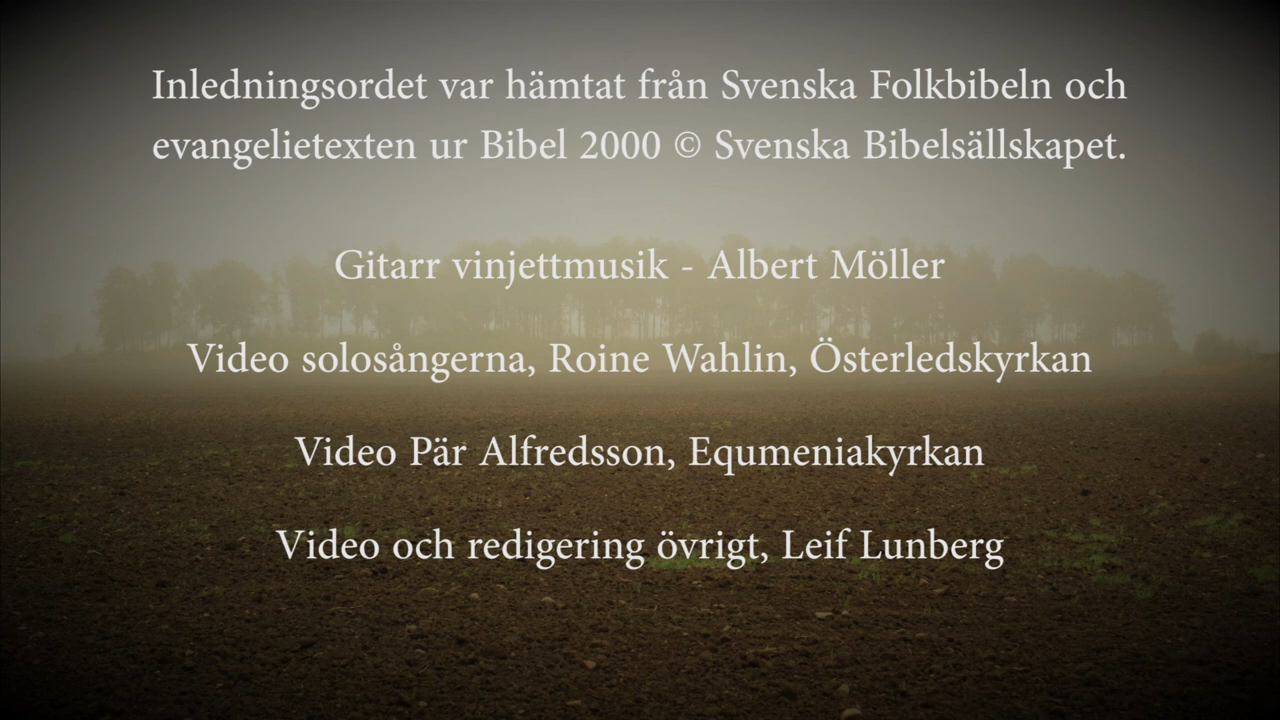 Inledningsordet var hämtat från Svenska Folkbibeln och
evangelietexten ur Bibel 2000 © Svenska Bibelsällskapet.
Gitarr vinjettmusik - Albert Möller
Video solosångerna, Roine Wahlin, Österledskyrkan
Video Pär Alfredsson, Equmeniakyrkan
Video och redigering övrigt, Leif Lunberg